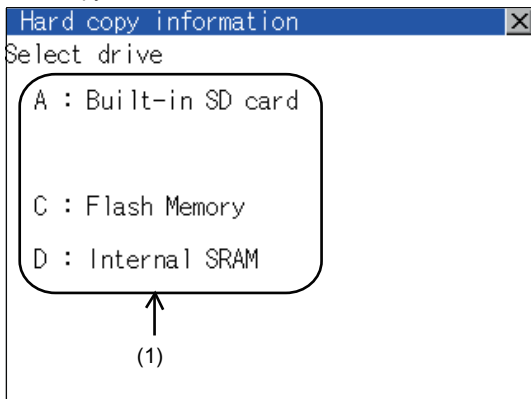 Hard copy information
Select drive
A : Built-in SD card
C : Flash Memory
D : Internal SRAM
(1)